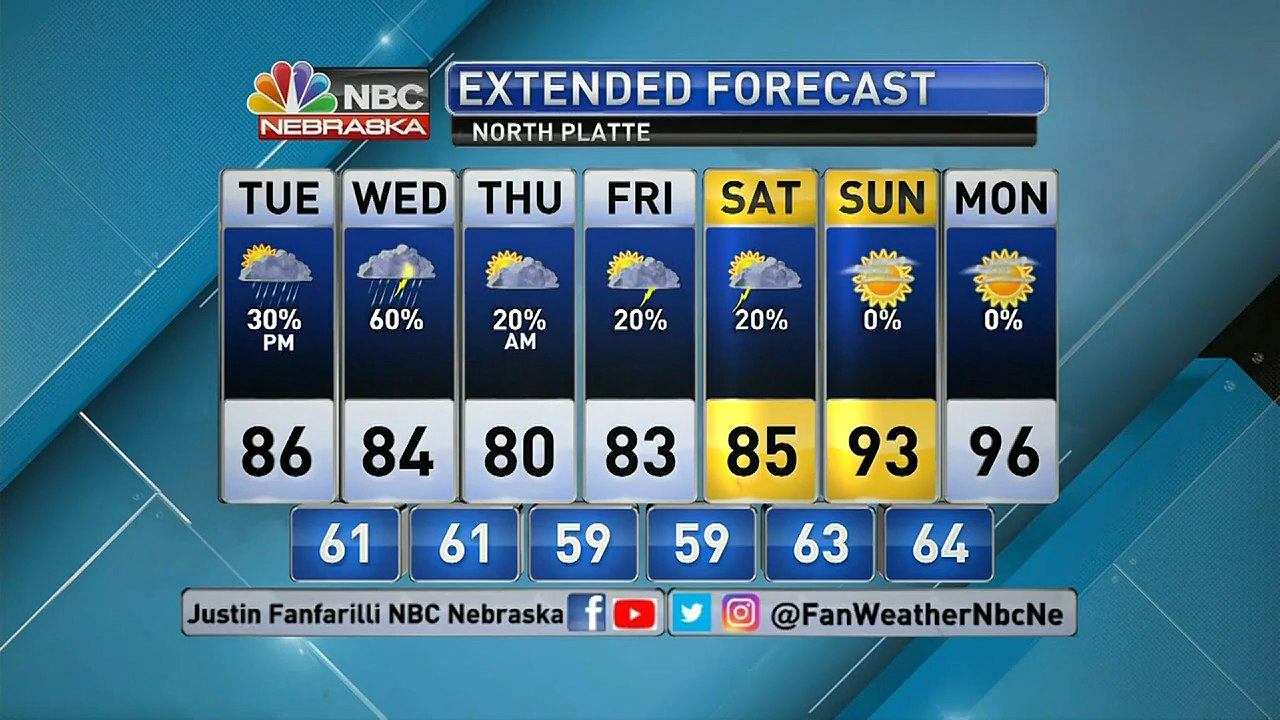 NBC
NEBRASKA
EXTENDED FORECAST
NORTH PLATTE
TUE WED THU FRI SAT SUN MON
30% 60% 20% 20% 20% 0% 0%
PM AM
86 84 80 83 85 93 96
61 61 59 59 63 64
Justin Fanfarilli NBC Nebraska @FanWeatherNbcNe